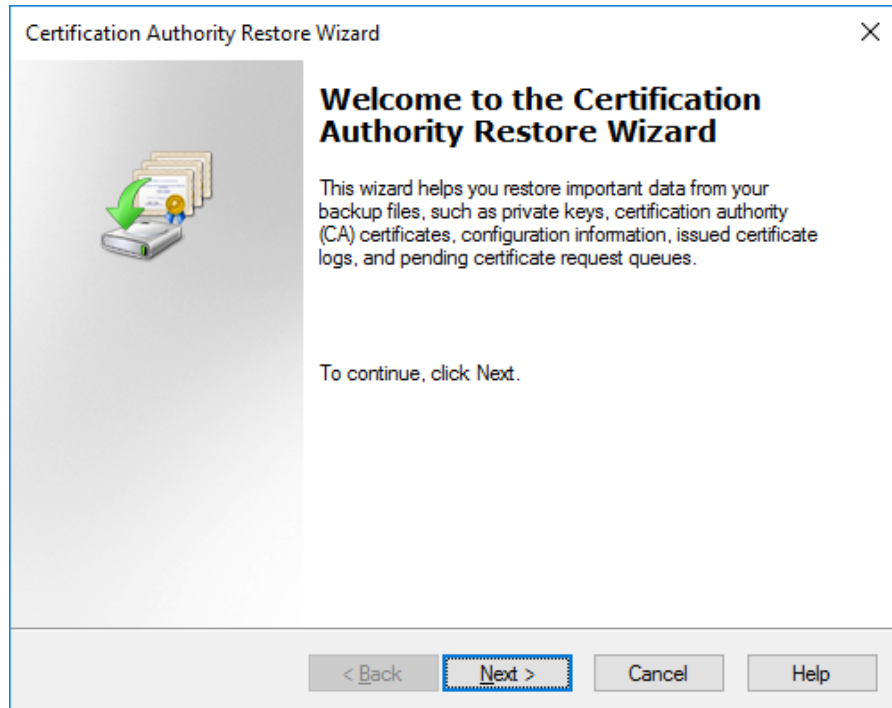 Certification Authority Restore Wizard
Welcome to the Certification
Authority Restore Wizard
This wizard helps you restore important data from your
backup files, such as private keys, certification authority
(CA) certificates, configuration information, issued certificate
logs, and pending certificate request queues.
To continue, click Next.
< Back
Next >
Cancel
Help